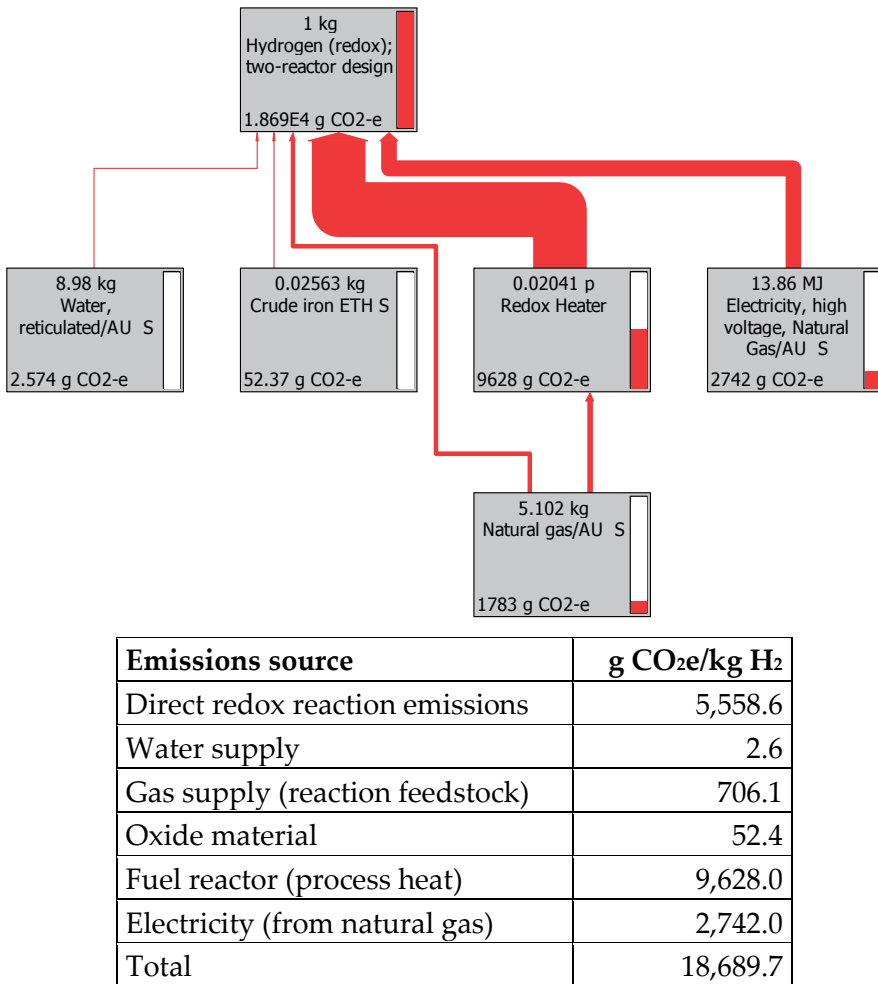 1 kg
Hydrogen (redox);
two-reactor design
1.869E4 g CO2-e
8.98 kg
Water,
reticulated/AU S
2.574 g CO2-e
0.02563 kg
Crude iron ETH S
52.37 g CO2-e
0.02041 p
Redox Heater
9628 g CO2-e
13.86 MJ
Electricity, high
voltage, Natural
Gas/AU S
2742 g CO2-e
5.102 kg
Natural gas/AU S
1783 g CO2-e
Emissions source g CO₂e/kg H₂
Direct redox reaction emissions 5,558.6
Water supply 2.6
Gas supply (reaction feedstock) 706.1
Oxide material 52.4
Fuel reactor (process heat) 9,628.0
Electricity (from natural gas) 2,742.0
Total 18,689.7